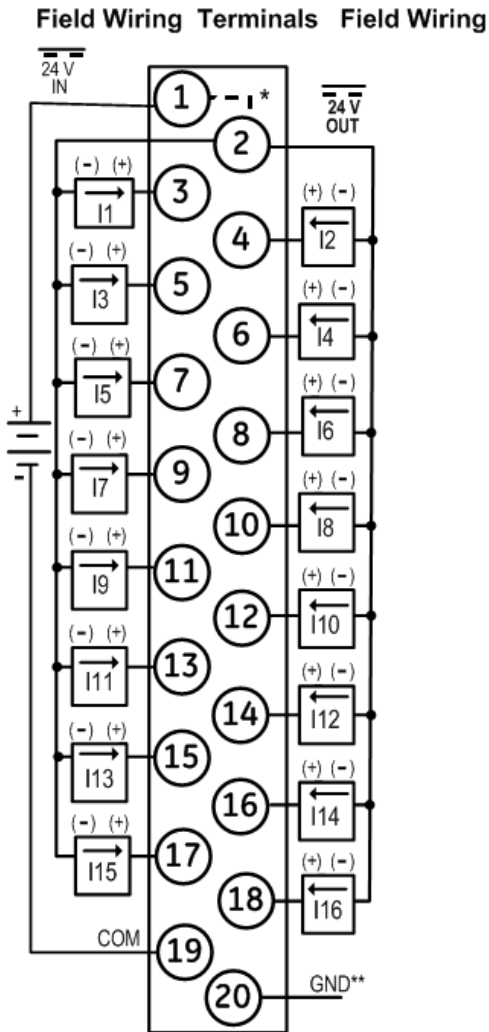 Field Wiring Terminals Field Wiring
24 V
IN
1 *
24 V
OUT
2
(-) (+)
I1
3
(+) (-)
4
I2
(-) (+)
I3
5
(+) (-)
6
I4
(-) (+)
I5
7
(+) (-)
8
I6
+
-
(-) (+)
I7
9
(+) (-)
10
I8
(-) (+)
I9
11
(+) (-)
12
I10
(-) (+)
I11
13
(+) (-)
14
I12
(-) (+)
I13
15
(+) (-)
16
I14
(-) (+)
I15
17
(+) (-)
18
I16
COM
19
20
GND**